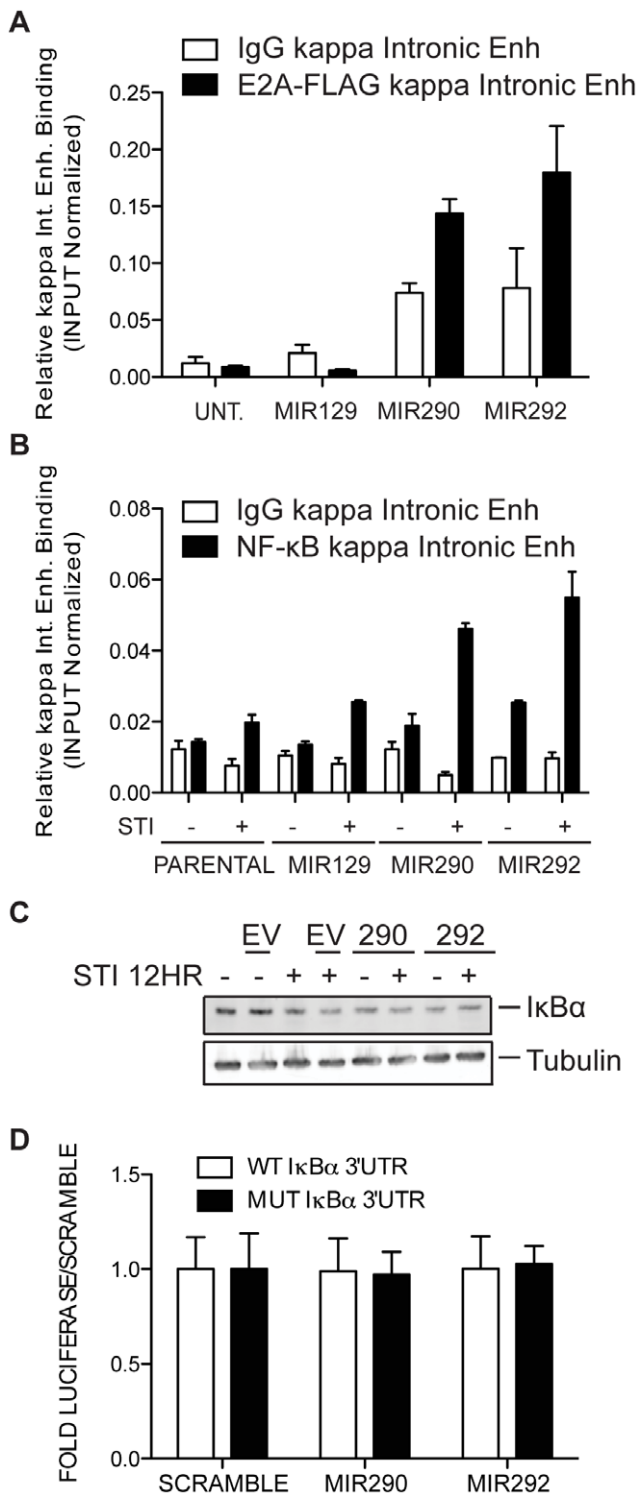 A
IgG kappa Intronic Enh
E2A-FLAG kappa Intronic Enh
Relative kappa Int. Enh. Binding
(INPUT Normalized)
0.25
0.20
0.15
0.10
0.05
0.00
UNT. MIR129 MIR290 MIR292
B
IgG kappa Intronic Enh
NF-κB kappa Intronic Enh
Relative kappa Int. Enh. Binding
(INPUT Normalized)
0.08
0.06
0.04
0.02
0.00
STI - + - + - + - +
PARENTAL MIR129 MIR290 MIR292
C
EV EV 290 292
STI 12HR - - + + - + - +
IκBα
Tubulin
D
WT IκBα 3'UTR
MUT IκBα 3'UTR
FOLD LUCIFERASE/SCRAMBLE
1.5
1.0
0.5
0.0
SCRAMBLE MIR290 MIR292